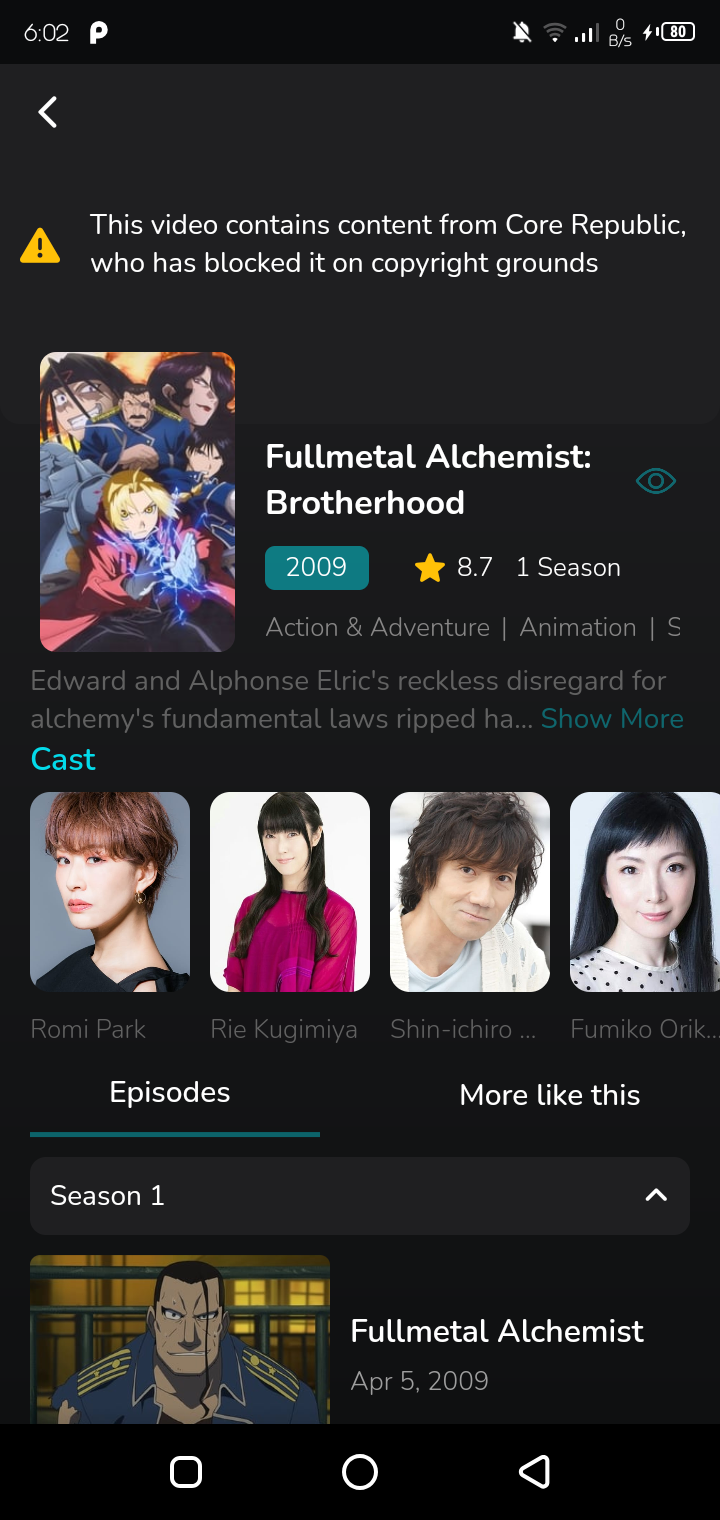 6:02
0
B/s
80
This video contains content from Core Republic,
who has blocked it on copyright grounds
Fullmetal Alchemist:
Brotherhood
2009
8.7
1 Season
Action & Adventure | Animation | S
Edward and Alphonse Elric's reckless disregard for
alchemy's fundamental laws ripped ha... Show More
Cast
Romi Park
Rie Kugimiya
Shin-ichiro ...
Fumiko Orik...
Episodes
More like this
Season 1
Fullmetal Alchemist
Apr 5, 2009